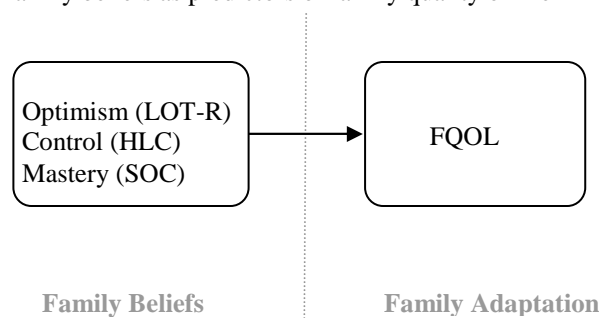 Optimism (LOT-R)
Control (HLC)
Mastery (SOC)
FQOL
Family Beliefs
Family Adaptation